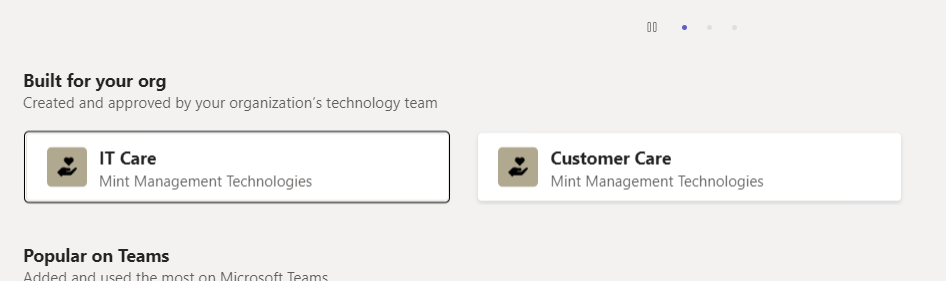 Built for your org
Created and approved by your organization's technology team
IT Care
Mint Management Technologies
Customer Care
Mint Management Technologies
Popular on Teams
Added and used the most on Microsoft Teams